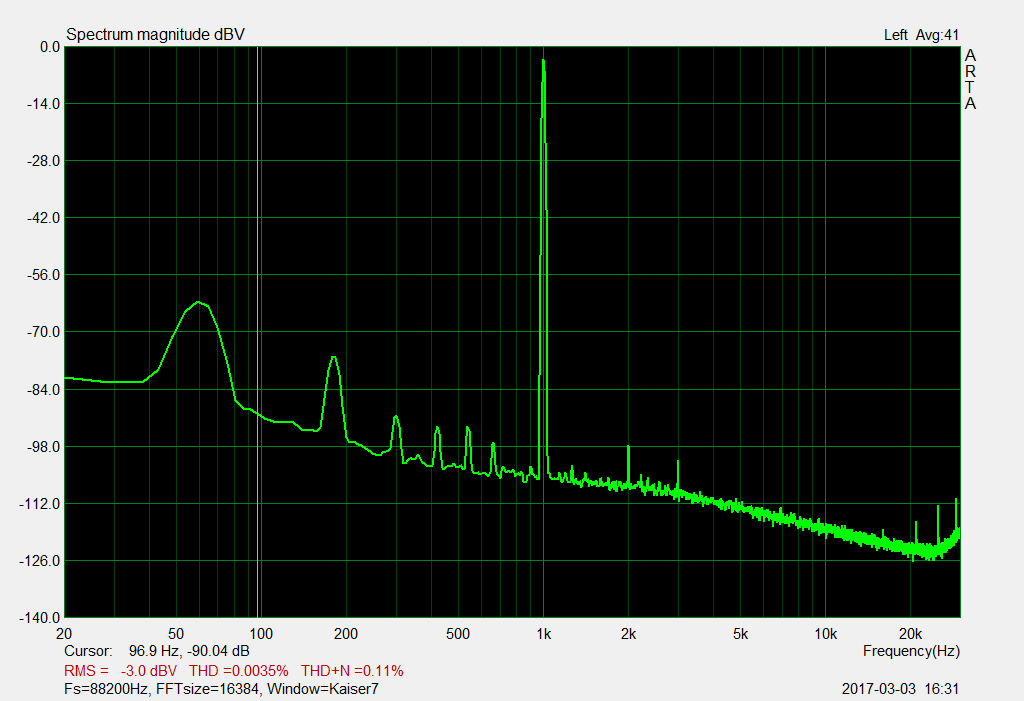 Spectrum magnitude dBV Left Avg:41
A
R
T
A
0.0
-14.0
-28.0
-42.0
-56.0
-70.0
-84.0
-98.0
-112.0
-126.0
-140.0
20 50 100 200 500 1k 2k 5k 10k 20k
Cursor: 96.9 Hz, -90.04 dB Frequency(Hz)
RMS = -3.0 dBV THD =0.0035% THD+N =0.11%
Fs=88200Hz, FFTsize=16384, Window=Kaiser7 2017-03-03 16:31